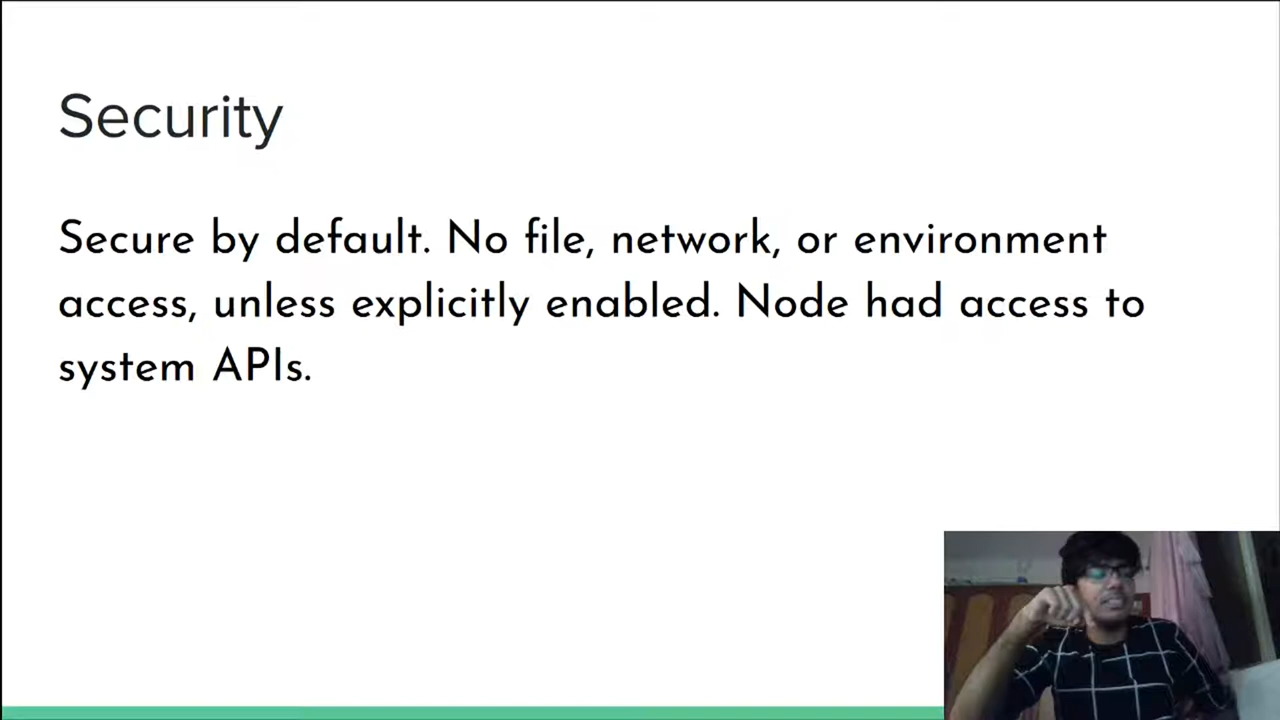 Security
Secure by default. No file, network, or environment
access, unless explicitly enabled. Node had access to
system APIs.